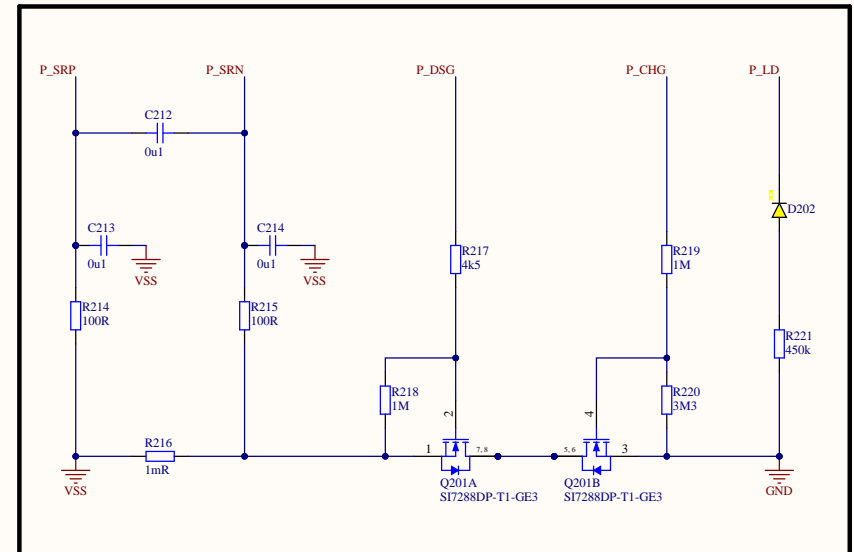 P_SRP
P_SRN
P_DSG
P_CHG
P_LD
C212
0u1
D202
C213
0u1
VSS
C214
0u1
VSS
R217
4k5
R219
1M
R214
100R
R215
100R
R221
450k
R218
1M
2
4
R220
3M3
R216
1mR
1
7, 8
5, 6
3
VSS
Q201A
SI7288DP-T1-GE3
Q201B
SI7288DP-T1-GE3
GND